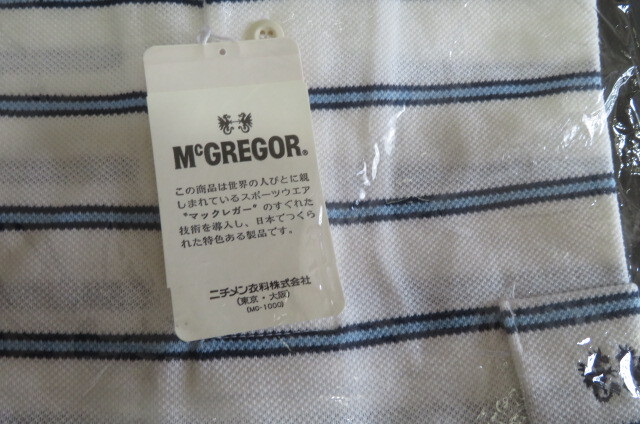 McGREGOR®
この商品は世界の人びとに親
しまれているスポーツウエア
"マックレガー"のすぐれた
技術を導入し、日本でつくら
れた特色ある製品です。
ニチメン衣料株式会社
(東京・大阪)
(MG-1000)